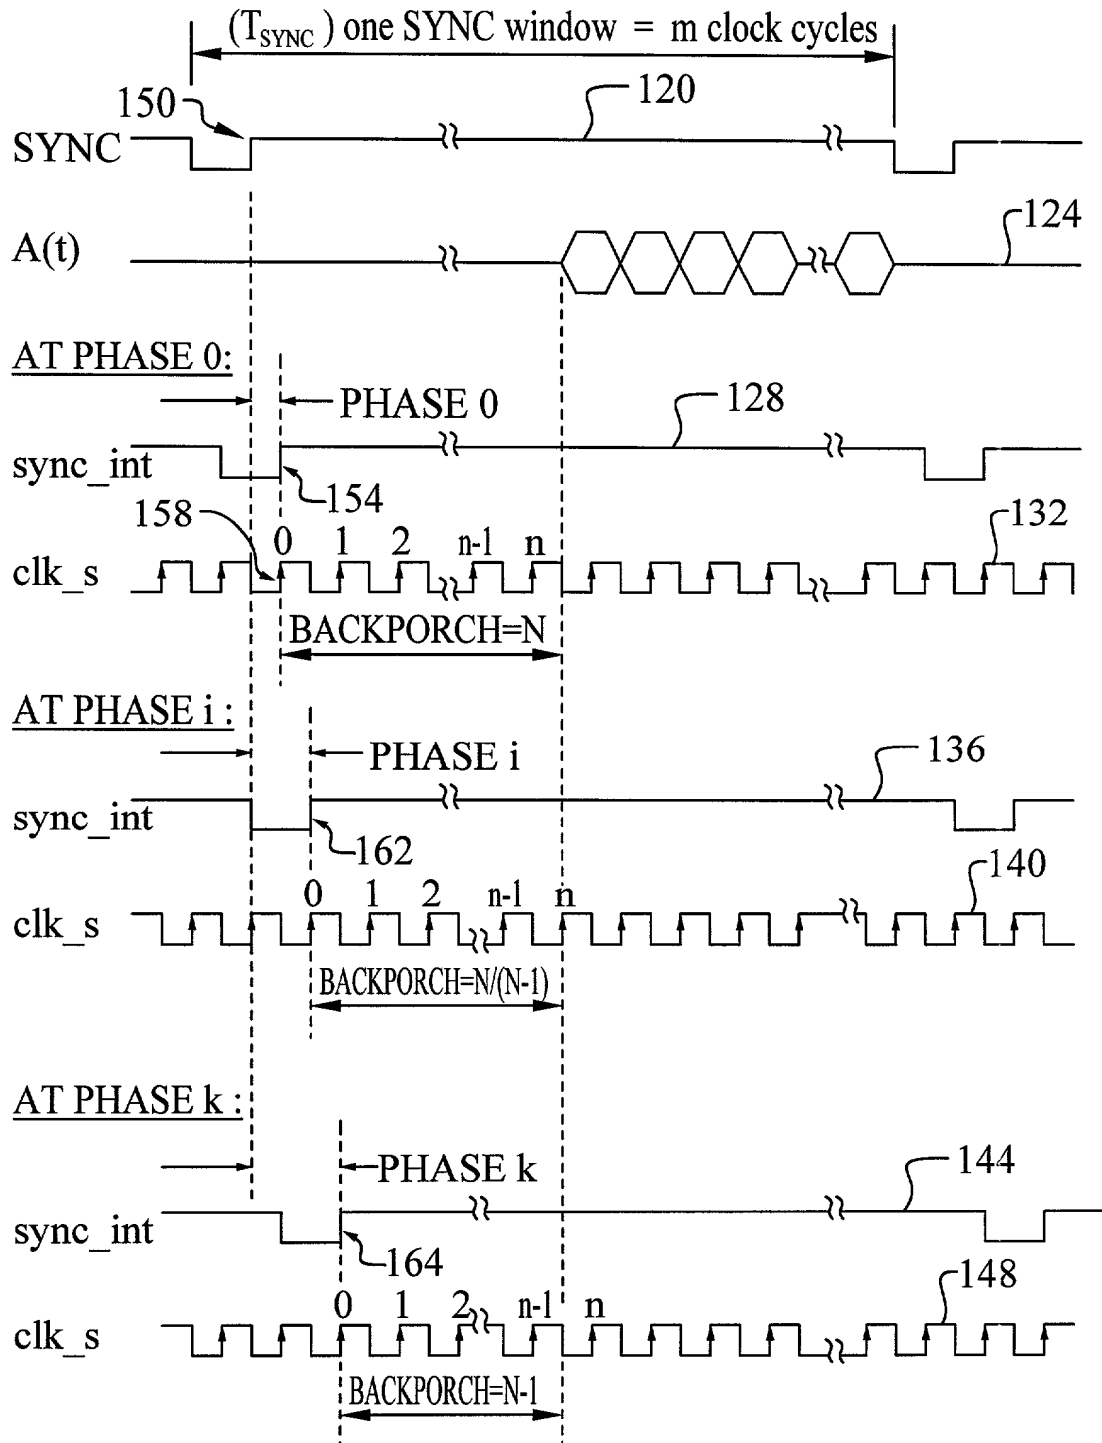 (TSYNC) one SYNC window = m clock cycles
150
120
SYNC
A(t)
124
AT PHASE 0:
PHASE 0
128
sync_int
154
158
0 1 2 n-1 n
132
clk_s
BACKPORCH=N
AT PHASE i :
PHASE i
136
sync_int
162
0 1 2 n-1 n
140
clk_s
BACKPORCH=N/(N-1)
AT PHASE k :
PHASE k
144
sync_int
164
0 1 2 n-1 n
148
clk_s
BACKPORCH=N-1